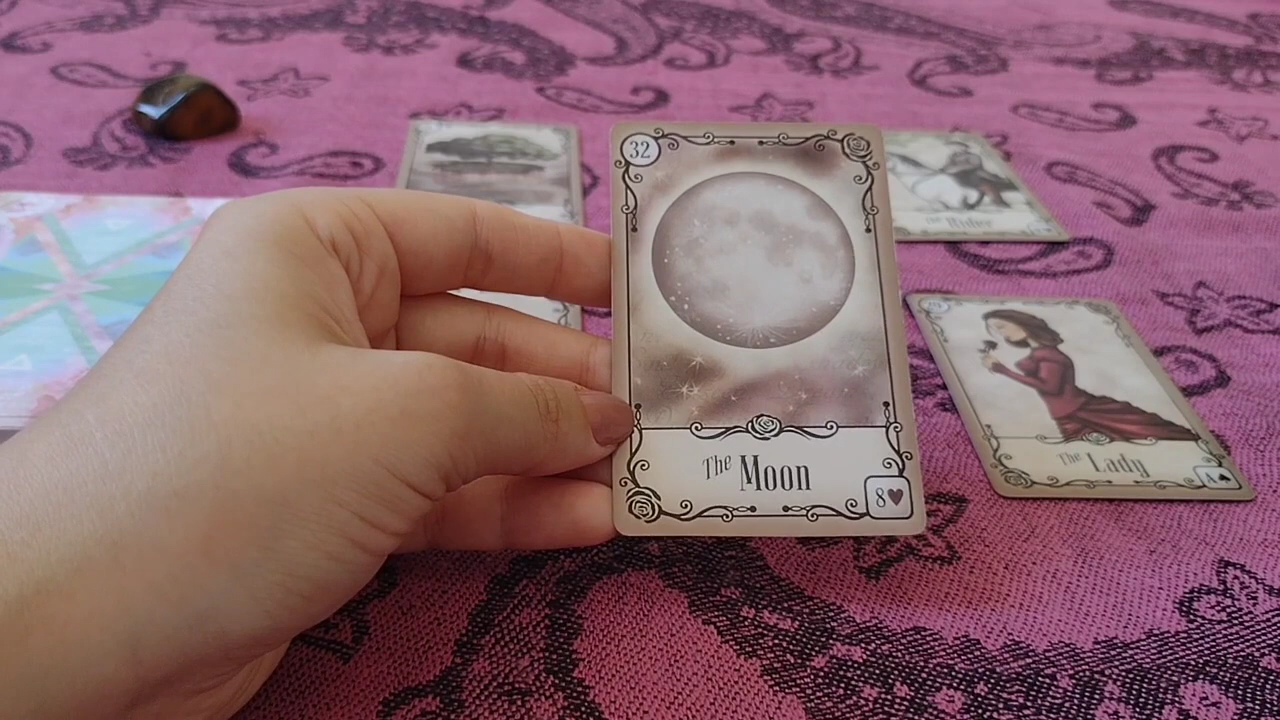 32
The Moon
8♥
The Rider
The Lady
A♠